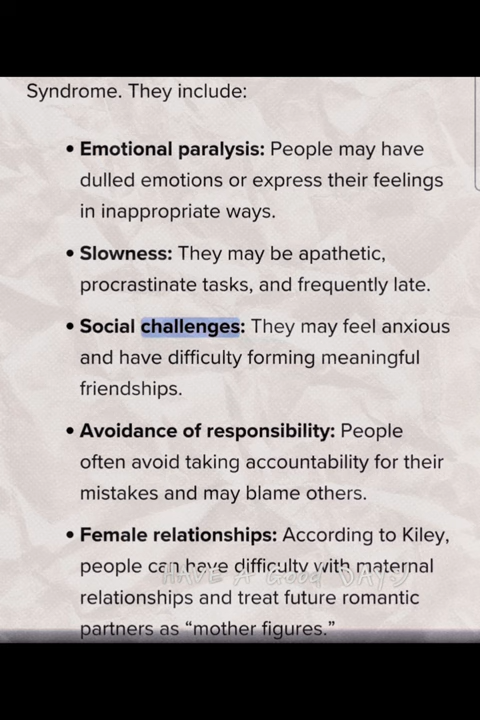 Syndrome. They include:
• Emotional paralysis: People may have
dulled emotions or express their feelings
in inappropriate ways.
• Slowness: They may be apathetic,
procrastinate tasks, and frequently late.
• Social challenges: They may feel anxious
and have difficulty forming meaningful
friendships.
• Avoidance of responsibility: People
often avoid taking accountability for their
mistakes and may blame others.
• Female relationships: According to Kiley,
people can have difficulty with maternal
HAVE A GOOD DAY
relationships and treat future romantic
partners as “mother figures.”